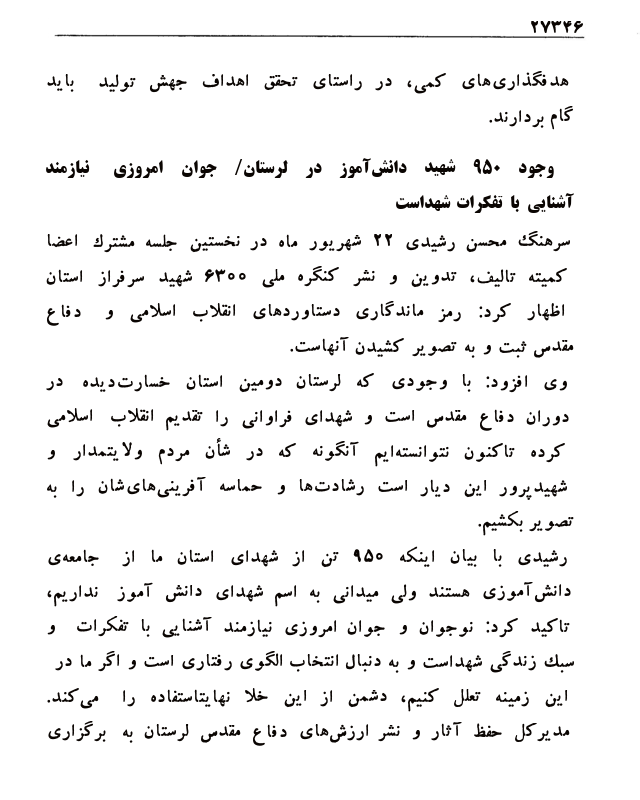 ۲۷۳۴۶
هدفگذاری‌های کمی، در راستای تحقق اهداف جهش تولید باید
گام بردارند.
وجود ۹۵۰ شهید دانش‌آموز در لرستان/ جوان امروزی نیازمند
آشنایی با تفکرات شهداست
سرهنگ محسن رشیدی ۲۲ شهریور ماه در نخستین جلسه مشترک اعضا
کمیته تالیف، تدوین و نشر کنگره ملی ۶۳۰۰ شهید سرفراز استان
اظهار کرد: رمز ماندگاری دستاوردهای انقلاب اسلامی و دفاع
مقدس ثبت و به تصویر کشیدن آنهاست.
وی افزود: با وجودی که لرستان دومین استان خسارت‌دیده در
دوران دفاع مقدس است و شهدای فراوانی را تقدیم انقلاب اسلامی
کرده تاکنون نتوانسته‌ایم آنگونه که در شأن مردم ولایتمدار و
شهیدپرور این دیار است رشادت‌ها و حماسه آفرینی‌های‌شان را به
تصویر بکشیم.
رشیدی با بیان اینکه ۹۵۰ تن از شهدای استان ما از جامعه‌ی
دانش‌آموزی هستند ولی میدانی به اسم شهدای دانش آموز نداریم،
تاکید کرد: نوجوان و جوان امروزی نیازمند آشنایی با تفکرات و
سبک زندگی شهداست و به دنبال انتخاب الگوی رفتاری است و اگر ما در
این زمینه تعلل کنیم، دشمن از این خلا نهایتاستفاده را می‌کند.
مدیرکل حفظ آثار و نشر ارزش‌های دفاع مقدس لرستان به برگزاری